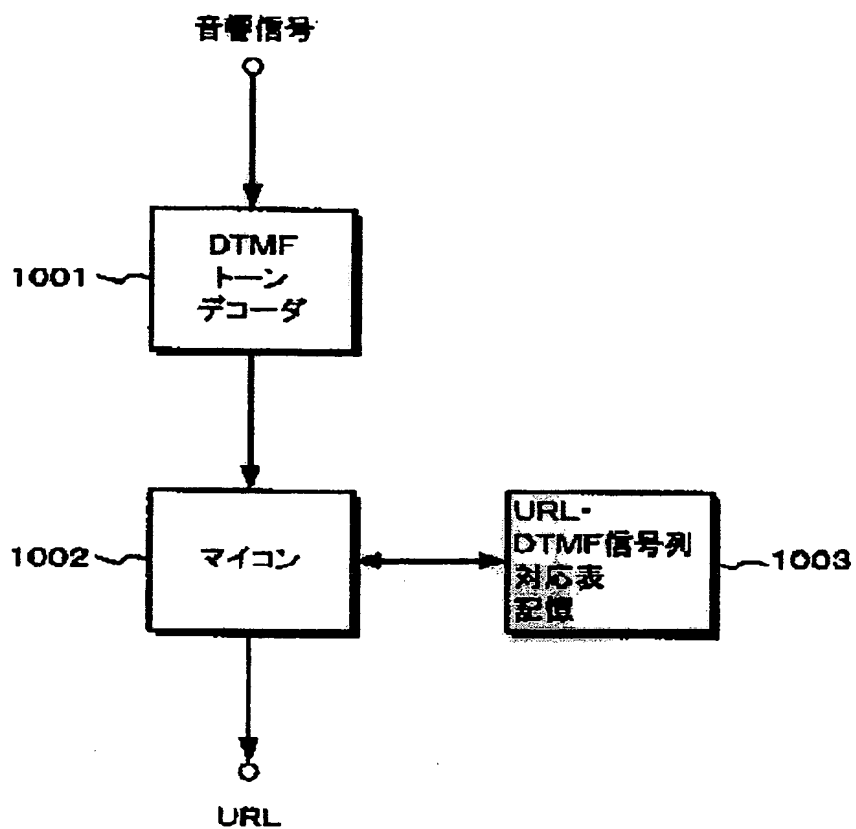 音響信号
DTMF
トーン
デコーダ
1001
マイコン
1002
URL・
DTMF信号列
対応表
記憶
1003
URL